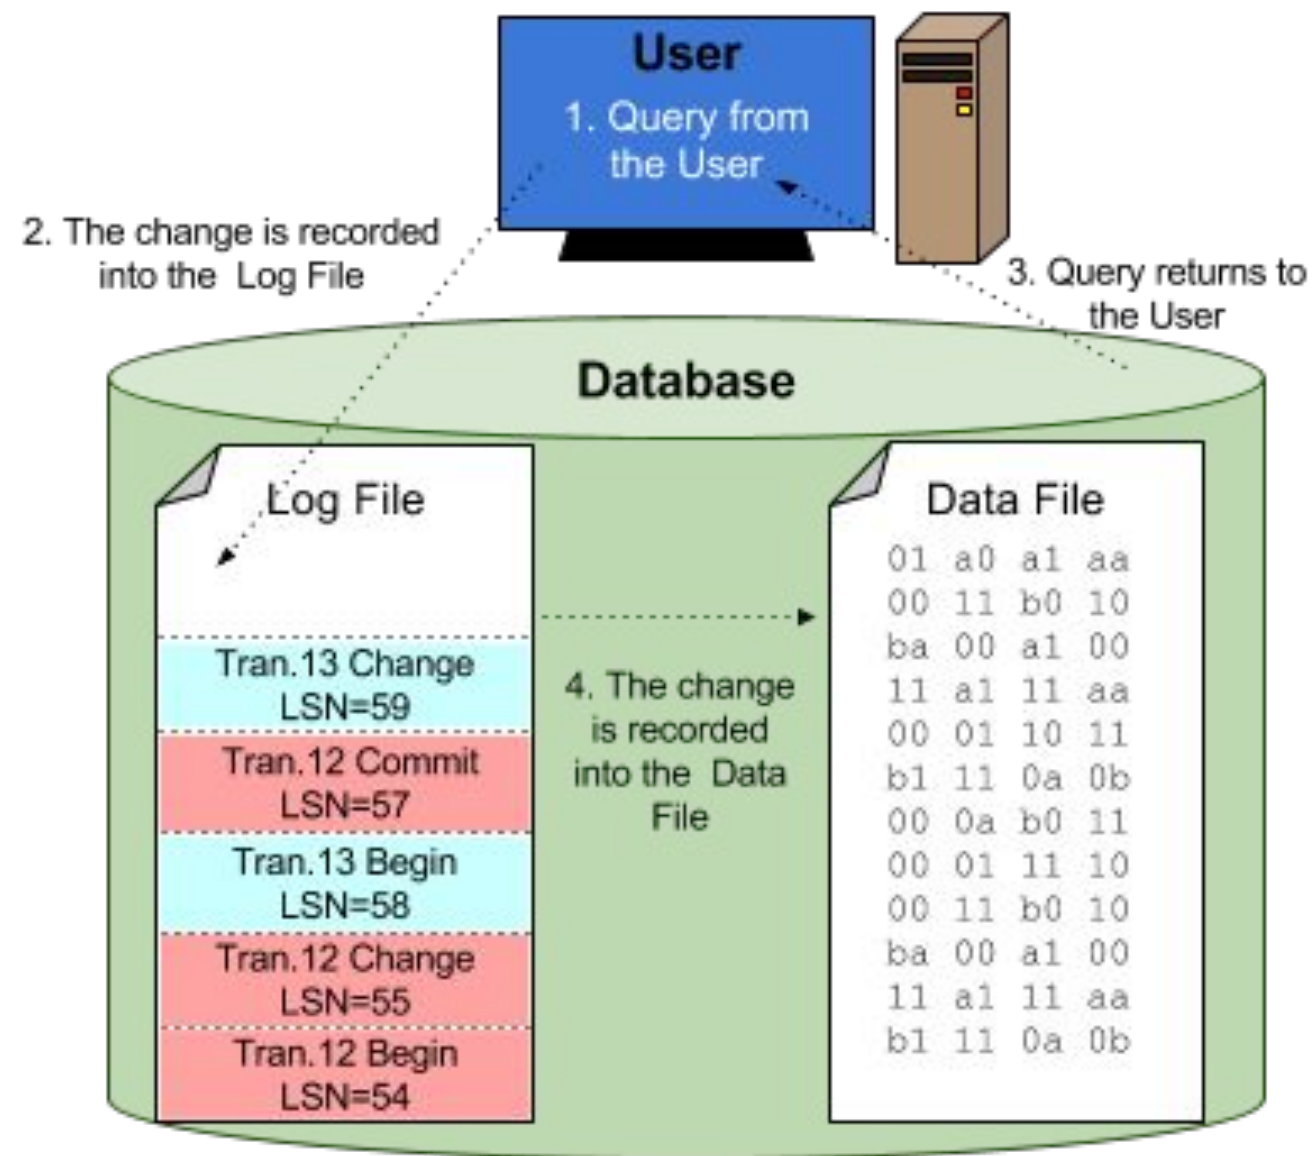 User
1. Query from
the User
2. The change is recorded
into the Log File
3. Query returns to
the User
Database
Log File
Tran.13 Change
LSN=59
Tran.12 Commit
LSN=57
Tran.13 Begin
LSN=58
Tran.12 Change
LSN=55
Tran.12 Begin
LSN=54
4. The change
is recorded
into the Data
File
Data File
01 a0 a1 aa
00 11 b0 10
ba 00 a1 00
11 a1 11 aa
00 01 10 11
b1 11 0a 0b
00 0a b0 11
00 01 11 10
00 11 b0 10
ba 00 a1 00
11 a1 11 aa
b1 11 0a 0b